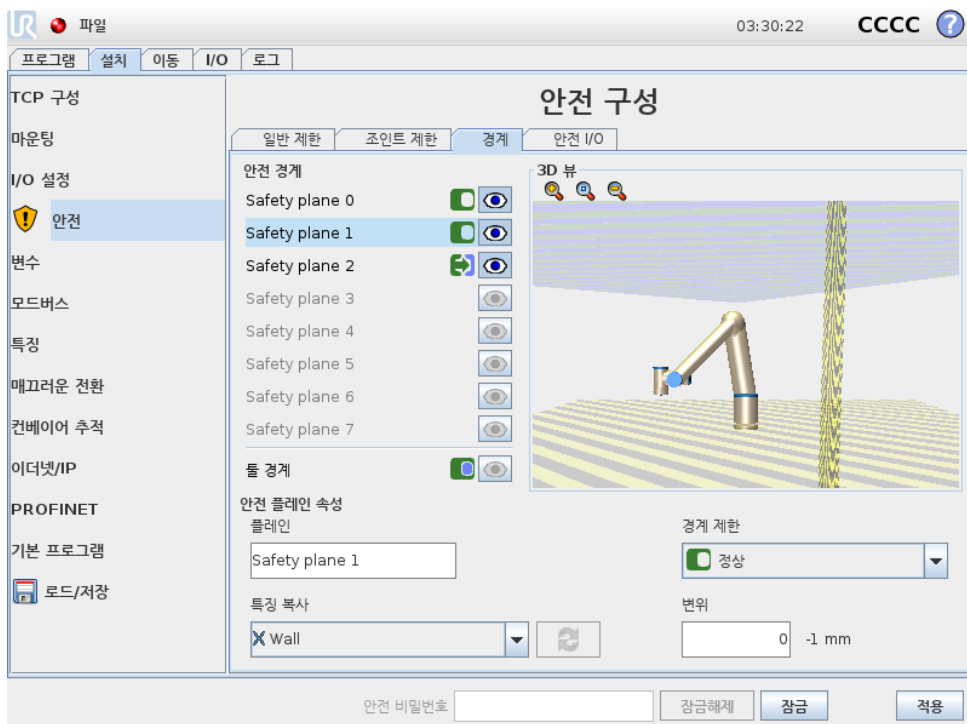 UR 파일 03:30:22 CCCC ?
프로그램 설치 이동 I/O 로그
TCP 구성
마운팅
I/O 설정
안전
변수
모드버스
특징
매끄러운 전환
컨베이어 추적
이더넷/IP
PROFINET
기본 프로그램
로드/저장
안전 구성
일반 제한 조인트 제한 경계 안전 I/O
안전 경계
Safety plane 0
Safety plane 1
Safety plane 2
Safety plane 3
Safety plane 4
Safety plane 5
Safety plane 6
Safety plane 7
툴 경계
3D 뷰
안전 플레인 속성
플레인
Safety plane 1
경계 제한
정상
특징 복사
Wall
변위
0 -1 mm
안전 비밀번호 잠금해제 잠금 적용